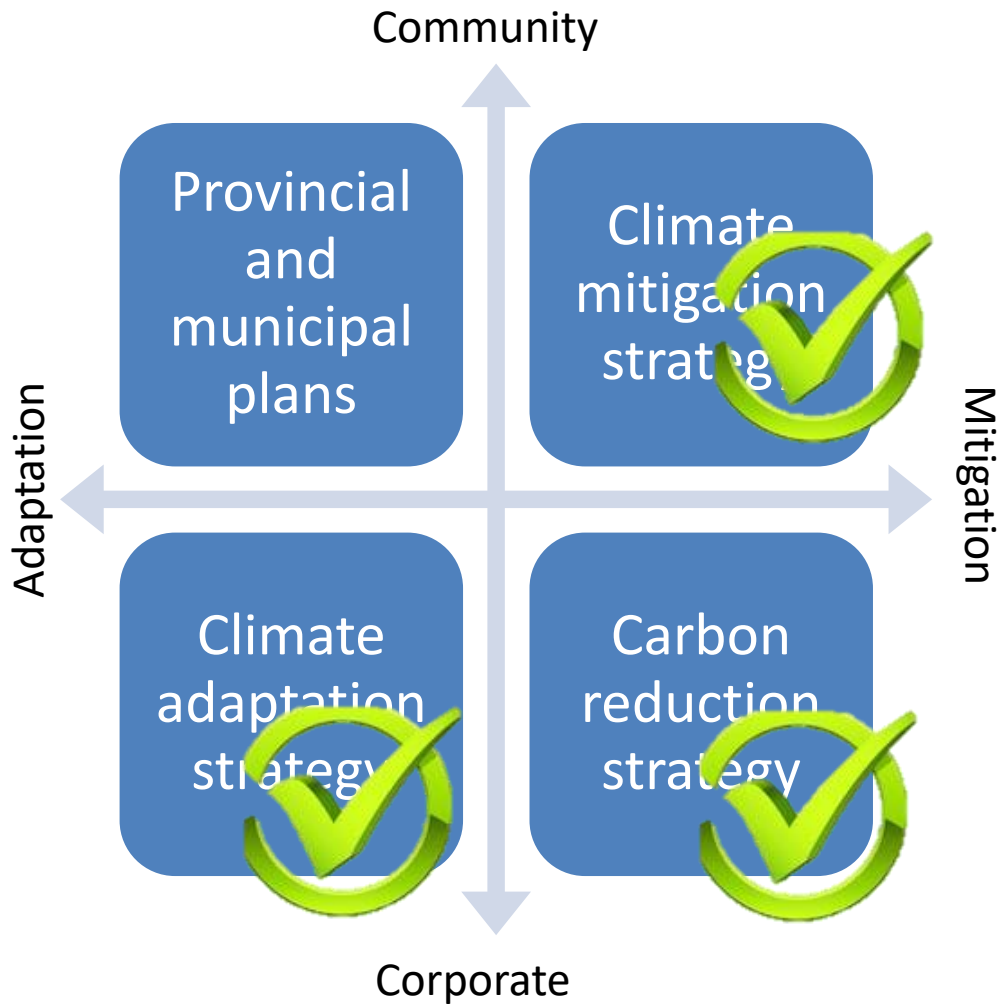 Community
Provincial
and
municipal
plans
Climate
mitigation
strategy
Adaptation
Mitigation
Climate
adaptation
strategy
Carbon
reduction
strategy
Corporate